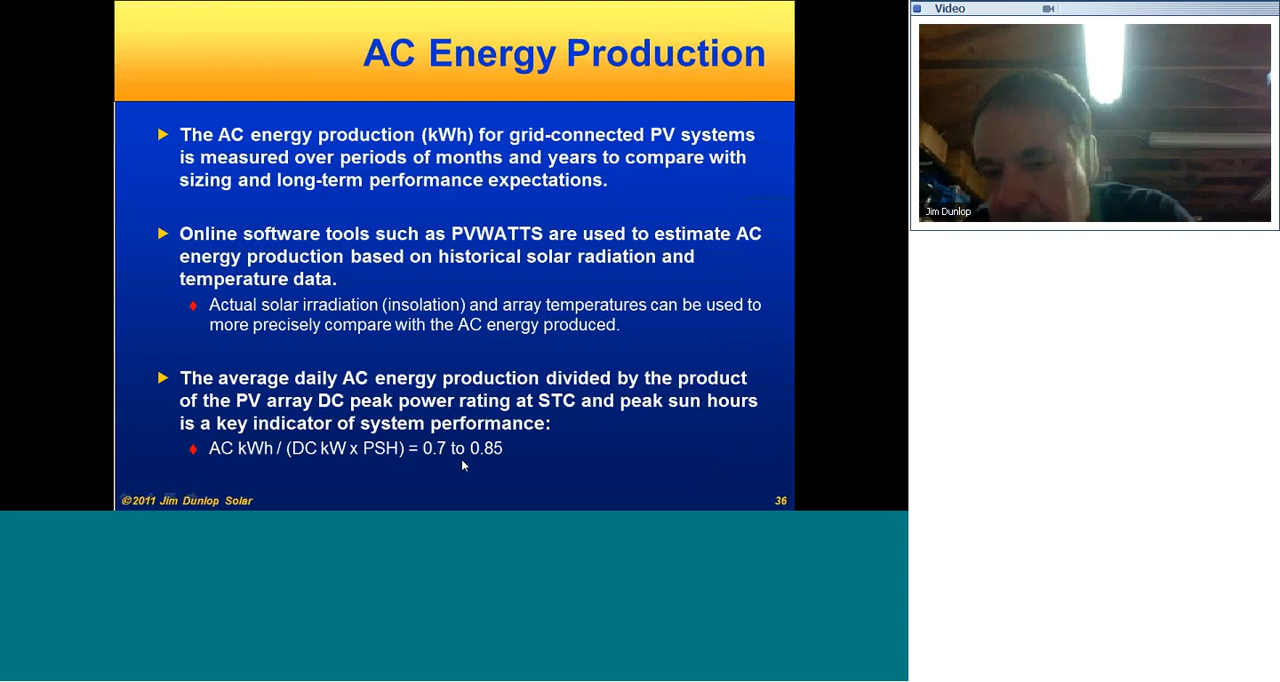 AC Energy Production
The AC energy production (kWh) for grid-connected PV systems
is measured over periods of months and years to compare with
sizing and long-term performance expectations.
Online software tools such as PVWATTS are used to estimate AC
energy production based on historical solar radiation and
temperature data.
Actual solar irradiation (insolation) and array temperatures can be used to
more precisely compare with the AC energy produced.
The average daily AC energy production divided by the product
of the PV array DC peak power rating at STC and peak sun hours
is a key indicator of system performance:
AC kWh / (DC kW x PSH) = 0.7 to 0.85
©2011 Jim Dunlop Solar
36
Video
Jim Dunlop